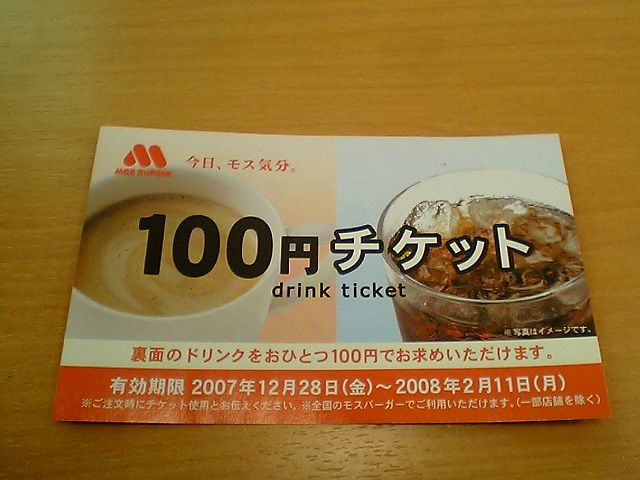 MOS BURGER
今日、モス気分。
100円チケット
drink ticket
※写真はイメージです。
裏面のドリンクをおひとつ100円でお求めいただけます。
有効期限 2007年12月28日(金)～2008年2月11日(月)
※ご注文時にチケット使用とお伝えください。※全国のモスバーガーでご利用いただけます。(一部店舗を除く)